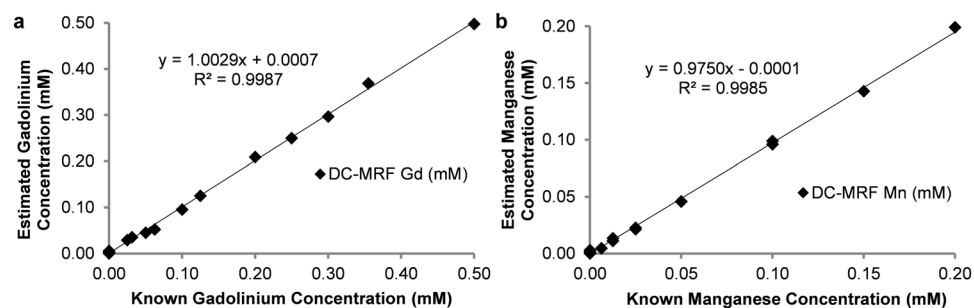 a
0.50
0.40
0.30
0.20
0.10
0.00
Estimated Gadolinium
Concentration (mM)
y = 1.0029x + 0.0007
R² = 0.9987
DC-MRF Gd (mM)
0.00 0.10 0.20 0.30 0.40 0.50
Known Gadolinium Concentration (mM)
b
0.20
0.15
0.10
0.05
0.00
Estimated Manganese
Concentration (mM)
y = 0.9750x - 0.0001
R² = 0.9985
DC-MRF Mn (mM)
0.00 0.05 0.10 0.15 0.20
Known Manganese Concentration (mM)